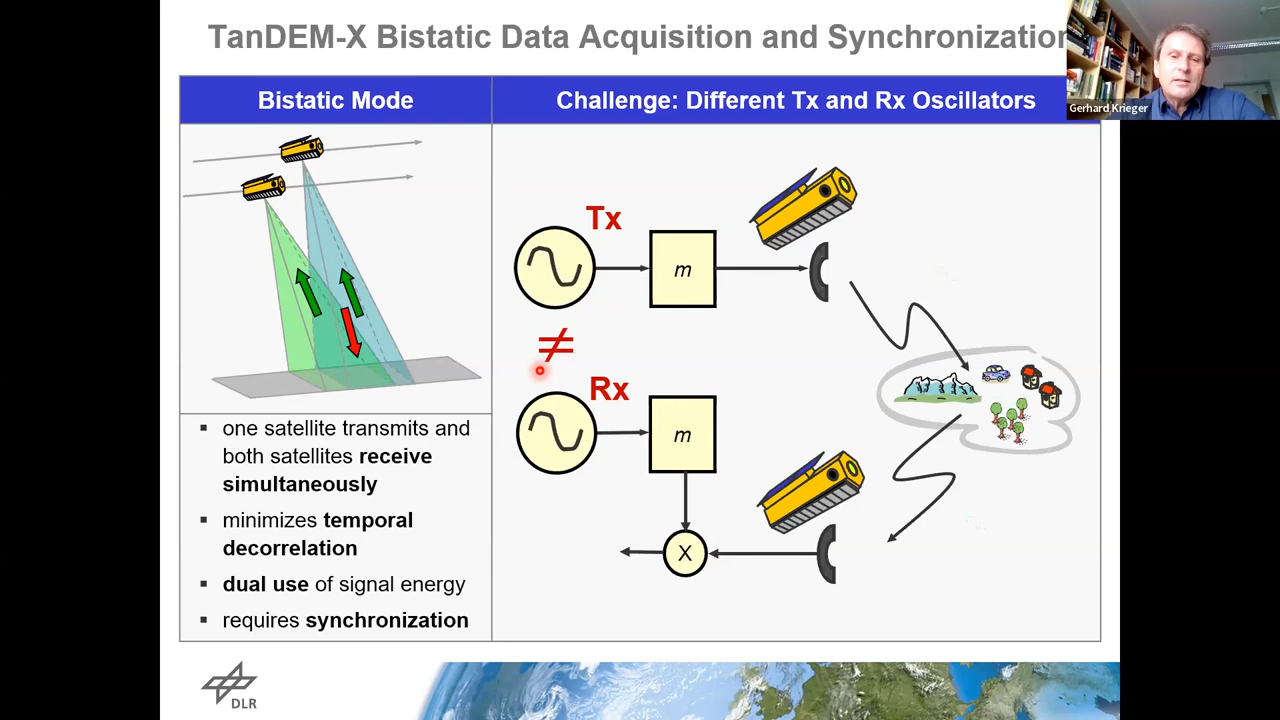 TanDEM-X Bistatic Data Acquisition and Synchronization
Gerhard Krieger
Bistatic Mode
Challenge: Different Tx and Rx Oscillators
Tx
m
≠
Rx
m
X
▪ one satellite transmits and
both satellites receive
simultaneously
▪ minimizes temporal
decorrelation
▪ dual use of signal energy
▪ requires synchronization
DLR